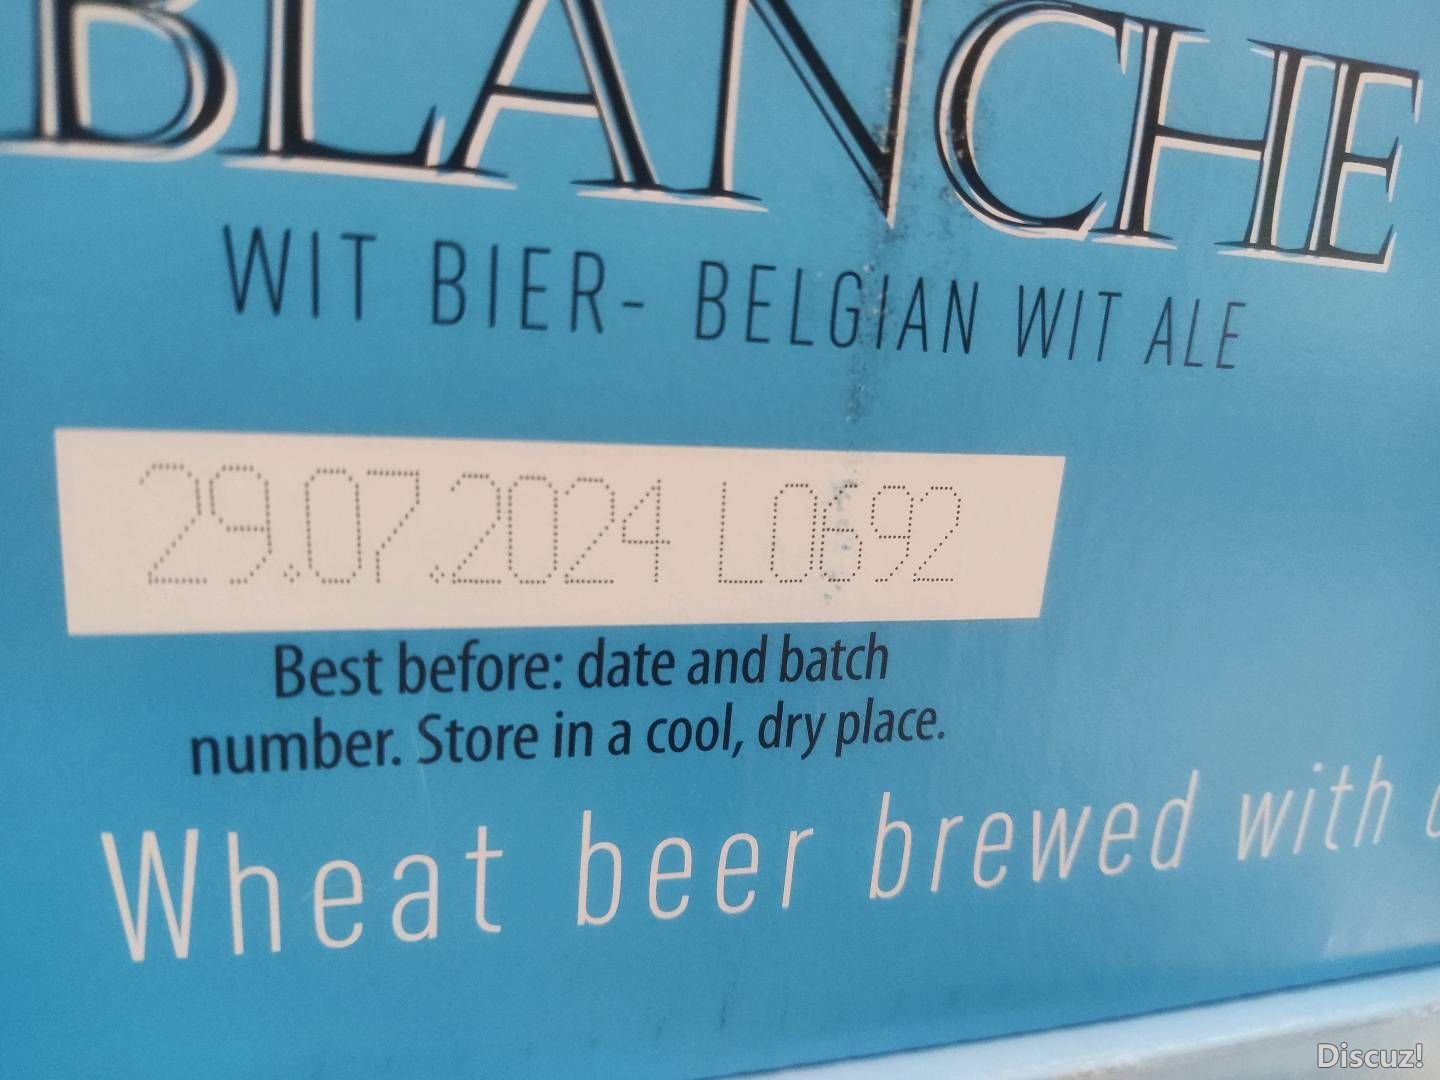 BLANCHE
WIT BIER- BELGIAN WIT ALE
29.07.2024 L0692
Best before: date and batch
number. Store in a cool, dry place.
Wheat beer brewed with
Discuz!